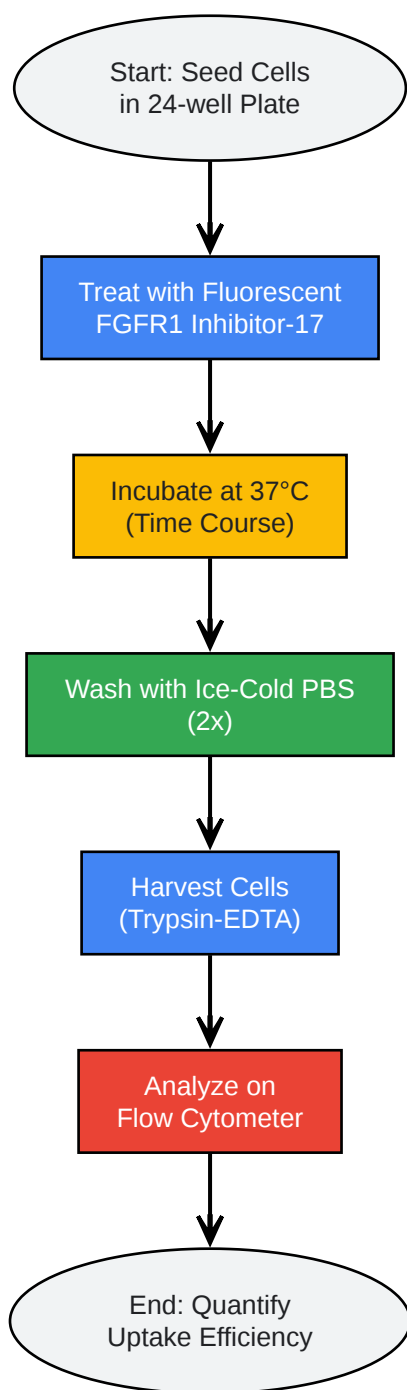 Start: Seed Cells
in 24-well Plate
Treat with Fluorescent
FGFR1 Inhibitor-17
Incubate at 37°C
(Time Course)
Wash with Ice-Cold PBS
(2x)
Harvest Cells
(Trypsin-EDTA)
Analyze on
Flow Cytometer
End: Quantify
Uptake Efficiency